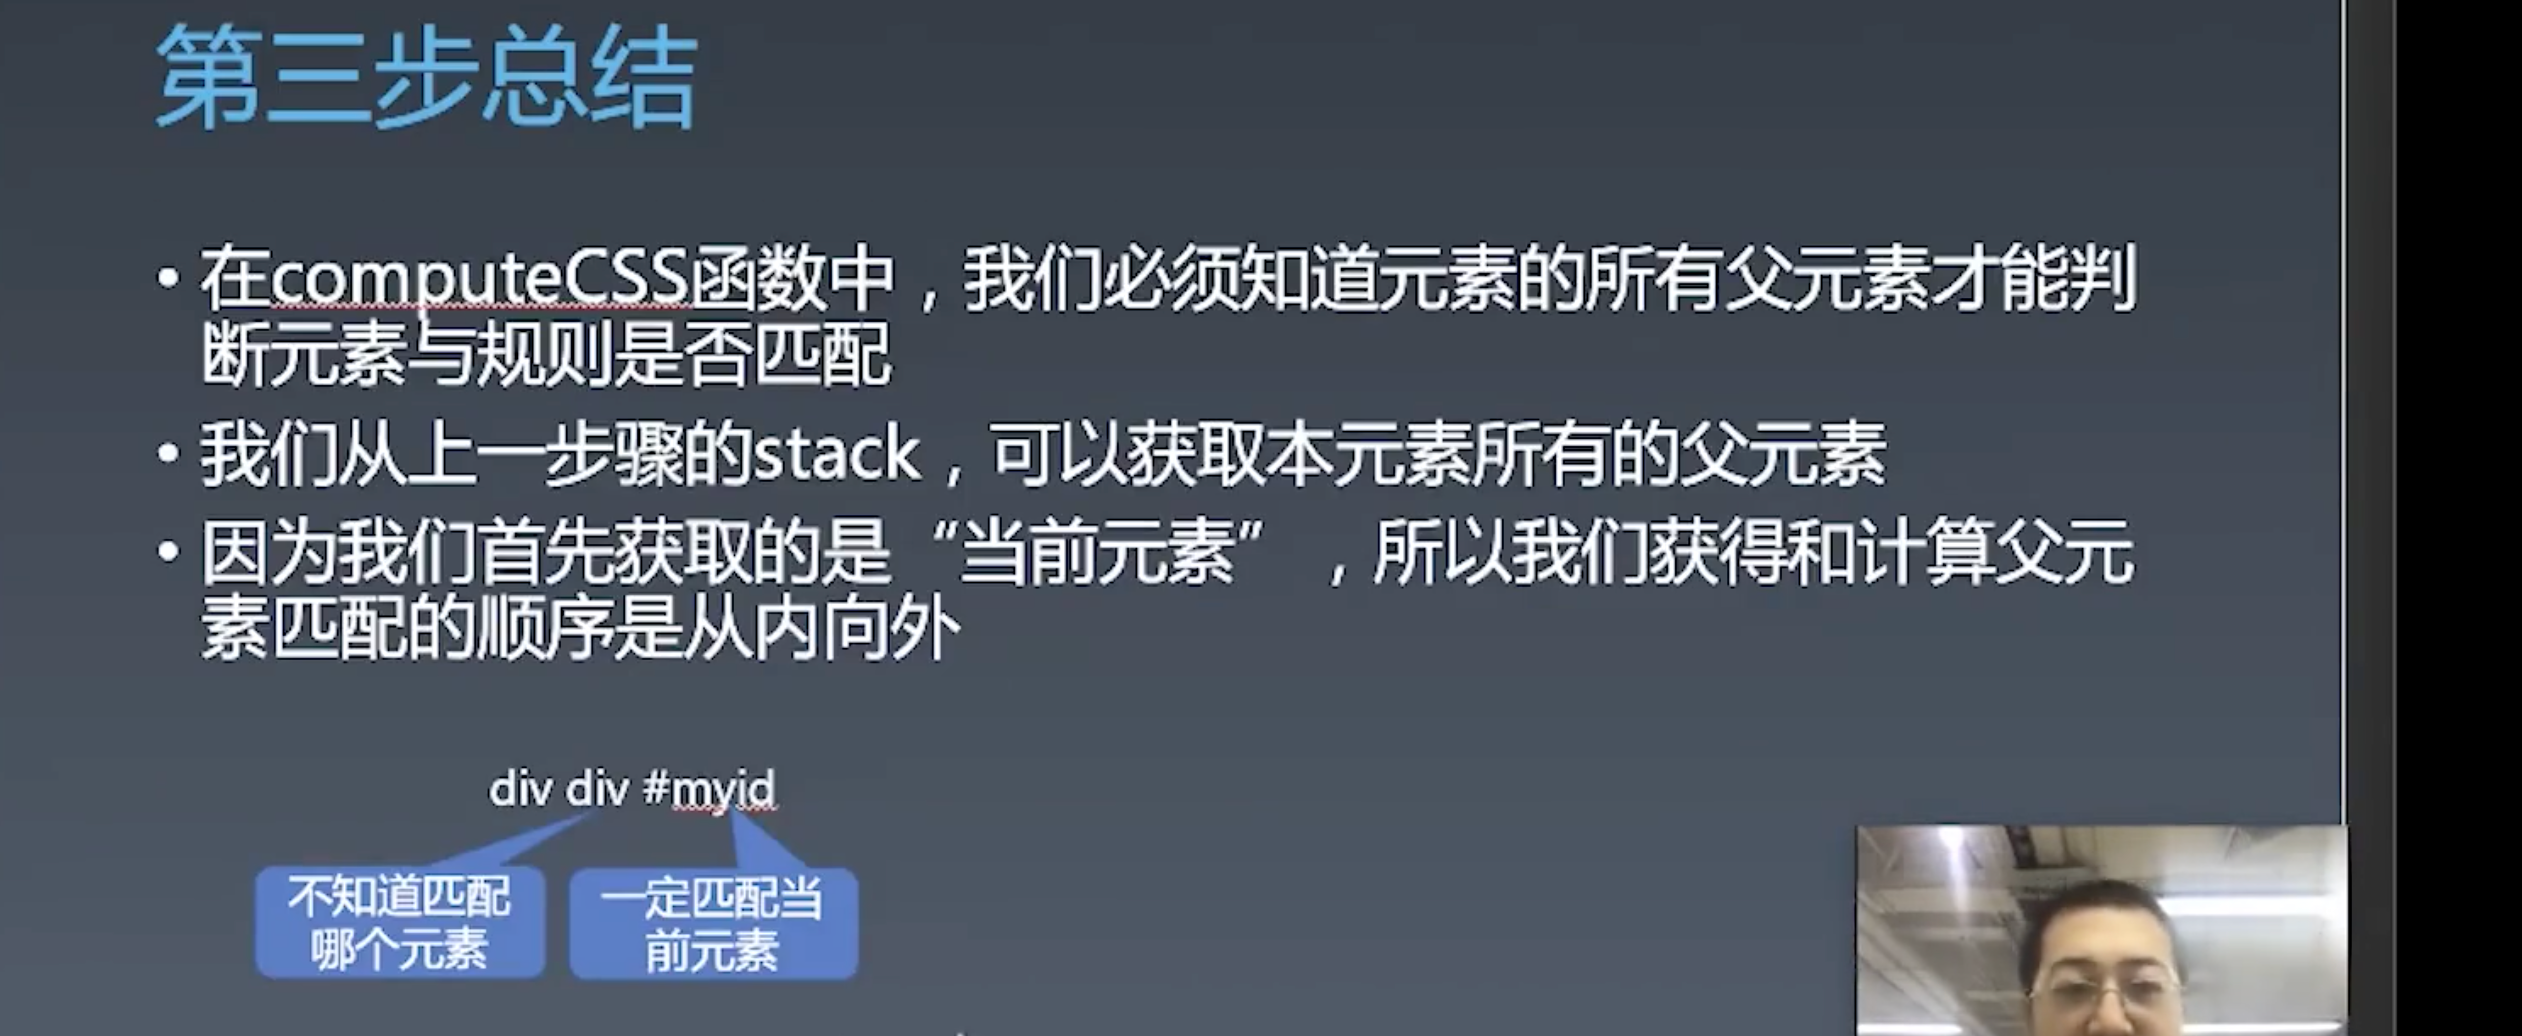 第三步总结
• 在computeCSS函数中，我们必须知道元素的所有父元素才能判
断元素与规则是否匹配
• 我们从上一步骤的stack，可以获取本元素所有的父元素
• 因为我们首先获取的是“当前元素”，所以我们获得和计算父元
素匹配的顺序是从内向外
div div #myid
不知道匹配
哪个元素
一定匹配当
前元素